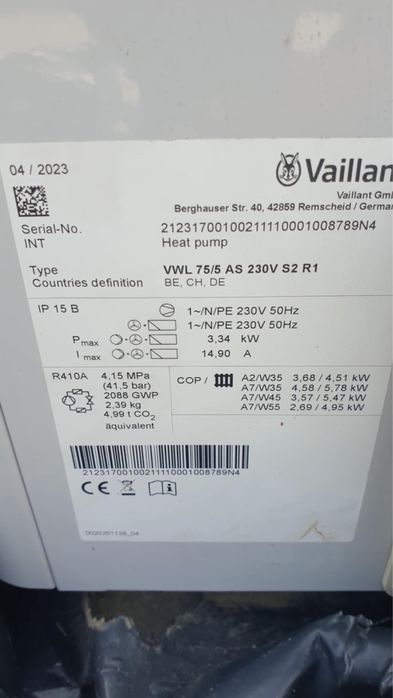 04 / 2023
Vaillan
Vaillant Gm
Berghauser Str. 40, 42859 Remscheid / Germa
Serial-No. 21231700100211110001008789N4
INT Heat pump
Type VWL 75/5 AS 230V S2 R1
Countries definition BE, CH, DE
IP 15 B 1~/N/PE 230V 50Hz
1~/N/PE 230V 50Hz
P max 3,34 kW
I max 14,90 A
R410A 4,15 MPa
(41,5 bar)
2088 GWP
2,39 kg
4,99 t CO2
äquivalent
COP / A2/W35 3,68 / 4,51 kW
A7/W35 4,58 / 5,78 kW
A7/W45 3,57 / 5,47 kW
A7/W55 2,69 / 4,95 kW
21231700100211110001008789N4
CE i
0020251128_04